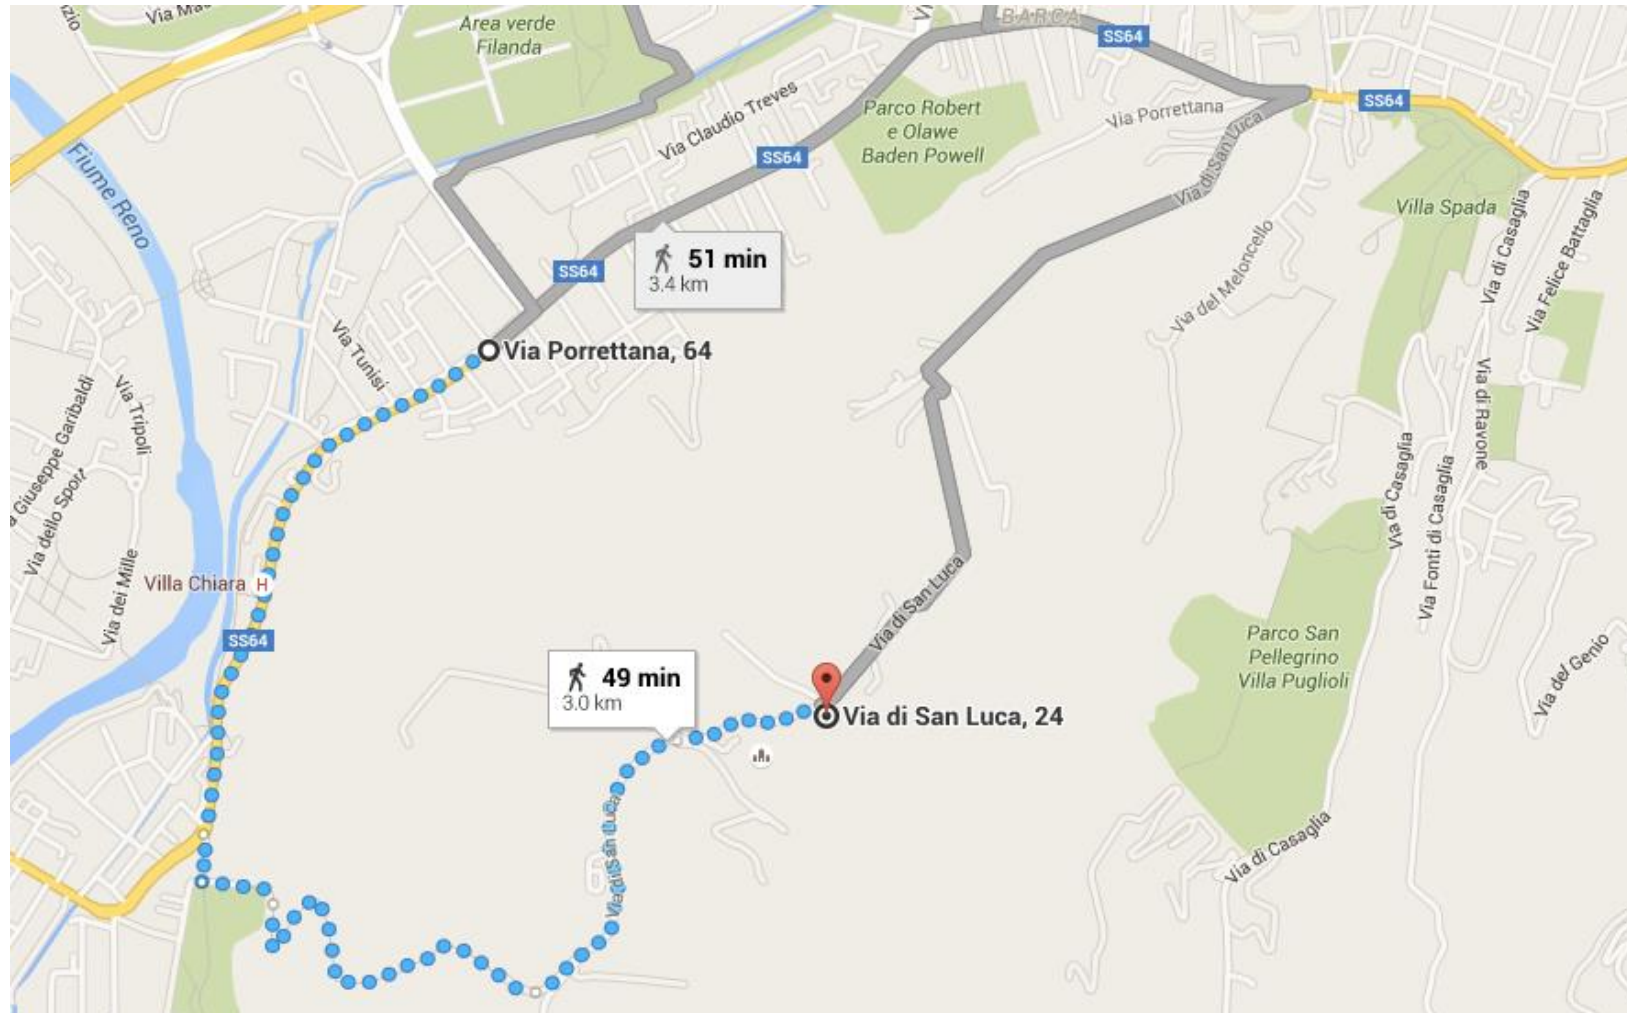 Via Ma
zio
Area verde
Filanda
V
BARCA
SS64
SS64
Via Claudio Treves
Parco Robert
e Olawe
Baden Powell
Via Porrettana
Via di San Luca
SS64
Fiume Reno
Villa Spada
Via di Casaglia
Via Felice Battaglia
51 min
3.4 km
SS64
Via del Meloncello
Via Tunisi
Via Porrettana, 64
Via Tripoli
a Giuseppe Garibaldi
Via dello Sport
Via di Ravone
Via di Casaglia
Via Fonti di Casaglia
Via dei Mille
Villa Chiara H
SS64
Via di San Luca
Parco San
Pellegrino
Villa Puglioli
Via del Genio
49 min
3.0 km
Via di San Luca, 24
Via di San Luca
Via di Casaglia